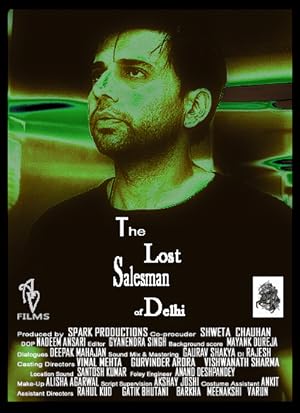 The
Lost
Salesman
of Delhi
FILMS
Produced by SPARK PRODUCTIONS Co-procuder SHWETA CHAUHAN
DOP NADEEM ANSARI Editor GYANENDRA SINGH Background score MAYANK DUREJA
Dialogues DEEPAK MAHAJAN Sound Mix & Mastering GAURAV SHAKYA DI RAJESH
Casting Directors VIMAL MEHTA GURVINDER ARORA VISHWANATH SHARMA
Location Sound SANTOSH KUMAR Foley Engineer ANAND DESHPANDEY
Make-Up ALISHA AGARWAL Script Supervision AKSHAY JOSHI Costume Assistant ANKIT
Assistant Directors RAHUL KUO GATIK BHUTANI BARKHA MEENAKSHI VARUN